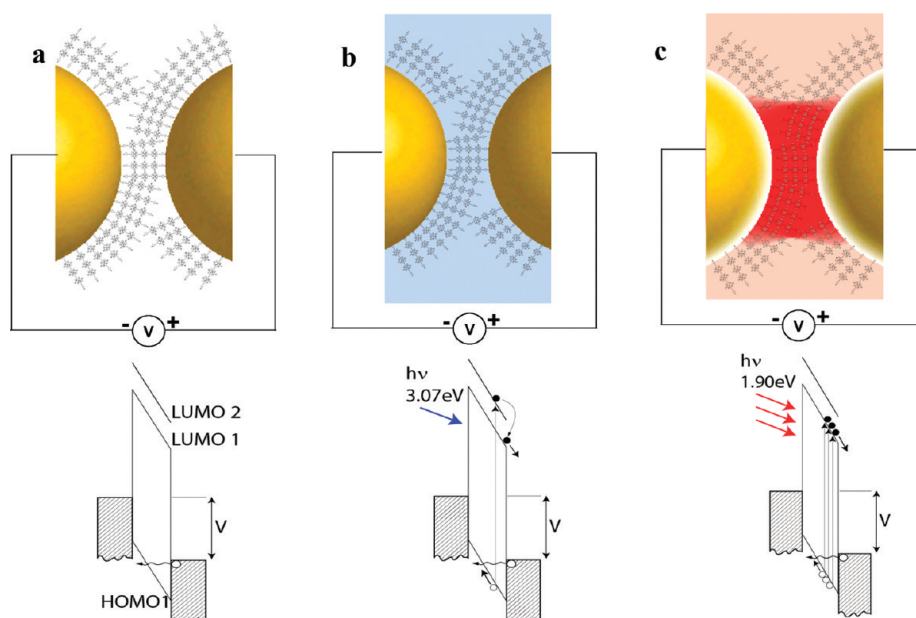 a
b
c
- V +
- V +
- V +
LUMO 2
LUMO 1
V
HOMO1
hν
3.07eV
V
hν
1.90eV
V